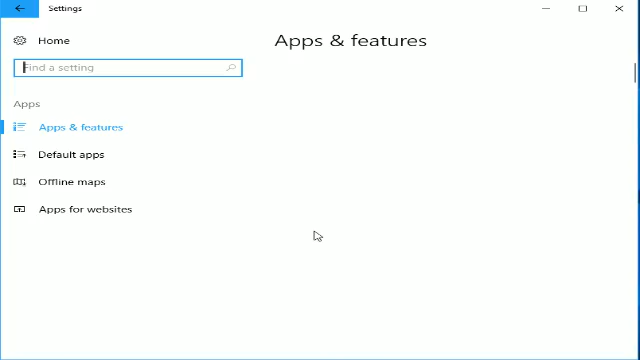 Settings
Home
Apps & features
Find a setting
Apps
Apps & features
Default apps
Offline maps
Apps for websites